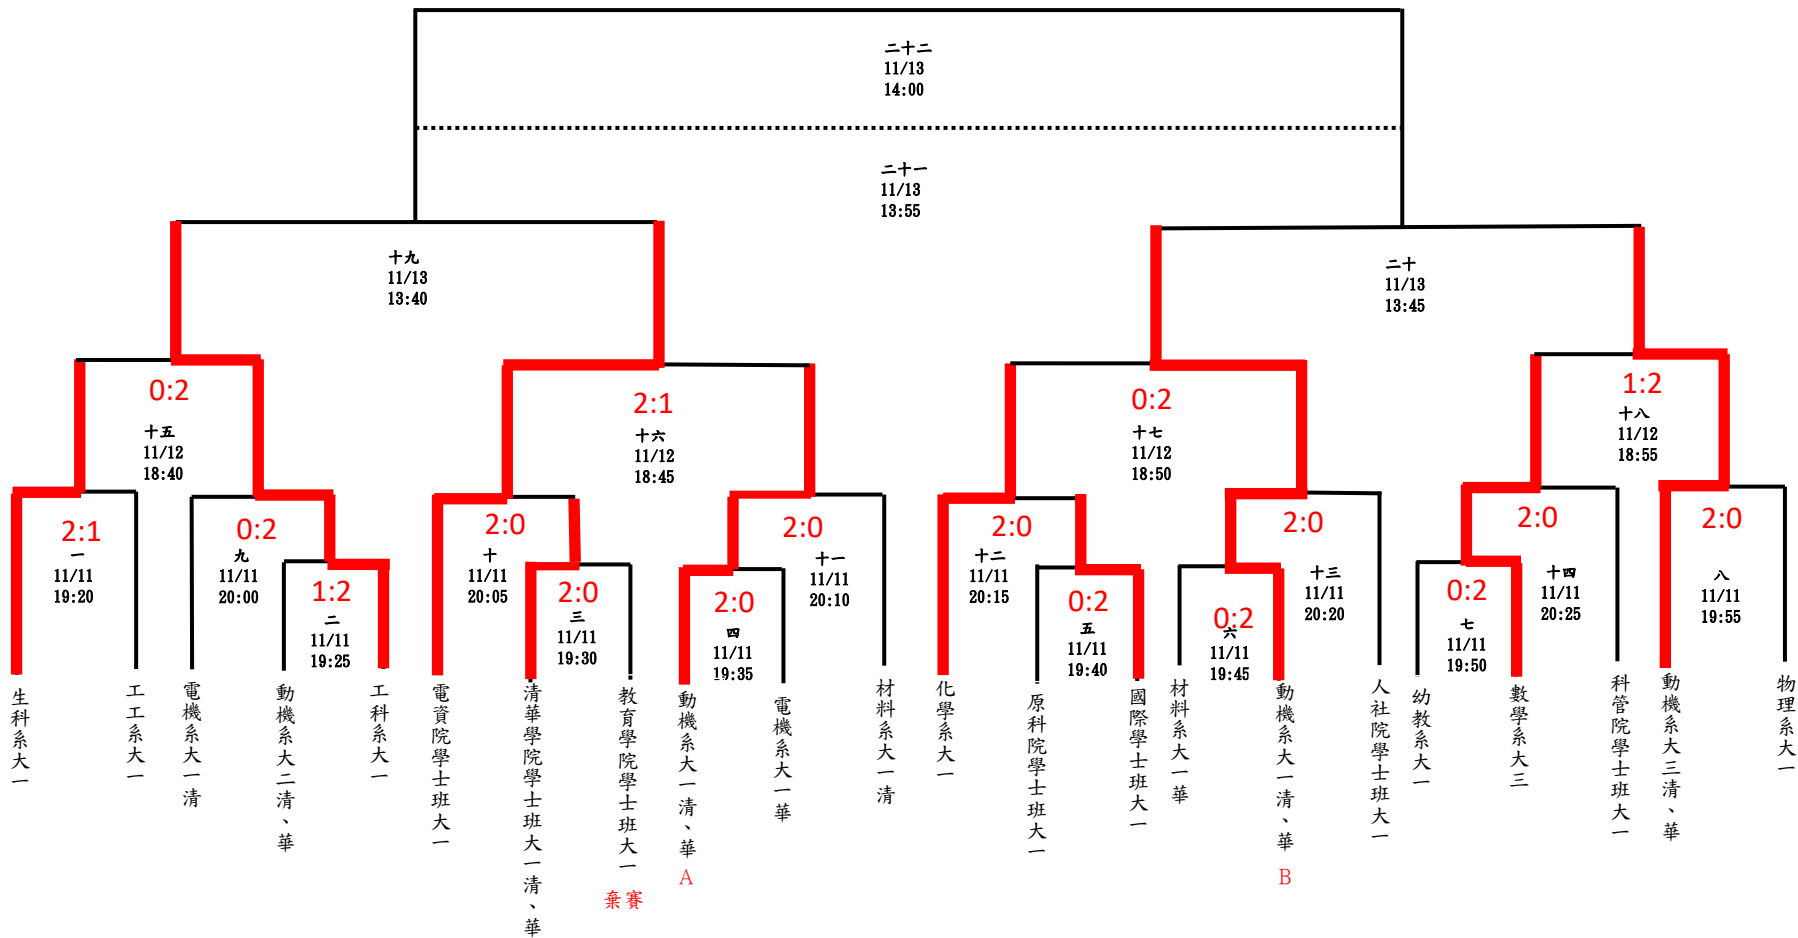 二十二
11/13
14:00
二十一
11/13
13:55
十九
11/13
13:40
二十
11/13
13:45
0:2
十五
11/12
18:40
2:1
十六
11/12
18:45
0:2
十七
11/12
18:50
1:2
十八
11/12
18:55
2:1
一
11/11
19:20
0:2
九
11/11
20:00
1:2
二
11/11
19:25
2:0
十
11/11
20:05
2:0
三
11/11
19:30
2:0
四
11/11
19:35
2:0
十一
11/11
20:10
2:0
十二
11/11
20:15
0:2
五
11/11
19:40
0:2
六
11/11
19:45
2:0
十三
11/11
20:20
0:2
七
11/11
19:50
2:0
十四
11/11
20:25
2:0
八
11/11
19:55
生科系大一
工工系大一
電機系大一清
動機系大二清、華
工科系大一
電資院學士班大一
清華學院學士班大一清、華
教育學院學士班大一
棄賽
動機系大一清、華
A
電機系大一華
材料系大一清
化學系大一
原科院學士班大一
國際學士班大一
材料系大一華
動機系大一清、華
B
人社院學士班大一
幼教系大一
數學系大三
科管院學士班大一
動機系大三清、華
物理系大一